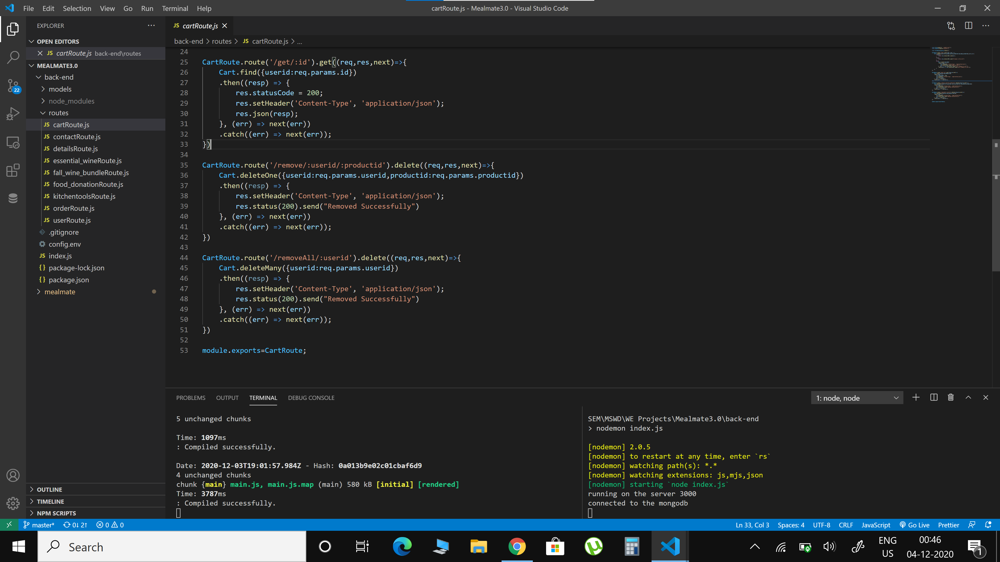 File Edit Selection View Go Run Terminal Help
cartRoute.js - Mealmate3.0 - Visual Studio Code
EXPLORER
OPEN EDITORS
JS cartRoute.js back-end\routes
MEALMATE3.0
back-end
models
node_modules
routes
JS cartRoute.js
JS contactRoute.js
JS detailsRoute.js
JS essential_wineRoute.js
JS fall_wine_bundleRoute.js
JS food_donationRoute.js
JS kitchentoolsRoute.js
JS orderRoute.js
JS userRoute.js
.gitignore
config.env
JS index.js
{} package-lock.json
{} package.json
mealmate
OUTLINE
TIMELINE
NPM SCRIPTS
22
JS cartRoute.js
back-end > routes > JS cartRoute.js > ...
24
25 CartRoute.route('/get/:id').get((req,res,next)=>{
26 Cart.find({userid:req.params.id})
27 .then((resp) => {
28 res.statusCode = 200;
29 res.setHeader('Content-Type', 'application/json');
30 res.json(resp);
31 }, (err) => next(err))
32 .catch((err) => next(err));
33 })
34
35 CartRoute.route('/remove/:userid/:productid').delete((req,res,next)=>{
36 Cart.deleteOne({userid:req.params.userid,productid:req.params.productid})
37 .then((resp) => {
38 res.setHeader('Content-Type', 'application/json');
39 res.status(200).send("Removed Successfully")
40 }, (err) => next(err))
41 .catch((err) => next(err));
42 })
43
44 CartRoute.route('/removeAll/:userid').delete((req,res,next)=>{
45 Cart.deleteMany({userid:req.params.userid})
46 .then((resp) => {
47 res.setHeader('Content-Type', 'application/json');
48 res.status(200).send("Removed Successfully")
49 }, (err) => next(err))
50 .catch((err) => next(err));
51 })
52
53 module.exports=CartRoute;
PROBLEMS OUTPUT TERMINAL DEBUG CONSOLE
1: node, node
5 unchanged chunks
Time: 1097ms
: Compiled successfully.
Date: 2020-12-03T19:01:57.984Z - Hash: 0a013b9e02c01cbaf6d9
4 unchanged chunks
chunk {main} main.js, main.js.map (main) 580 kB [initial] [rendered]
Time: 3787ms
: Compiled successfully.
SEM\MSWD\WE Projects\Mealmate3.0\back-end
> nodemon index.js
[nodemon] 2.0.5
[nodemon] to restart at any time, enter `rs`
[nodemon] watching path(s): *.*
[nodemon] watching extensions: js,mjs,json
[nodemon] starting `node index.js`
running on the server 3000
connected to the mongodb
master* 0↓ 2↑ 0 0
Ln 33, Col 3 Spaces: 4 UTF-8 CRLF JavaScript Go Live Prettier
Search
ENG
US
00:46
04-12-2020
1